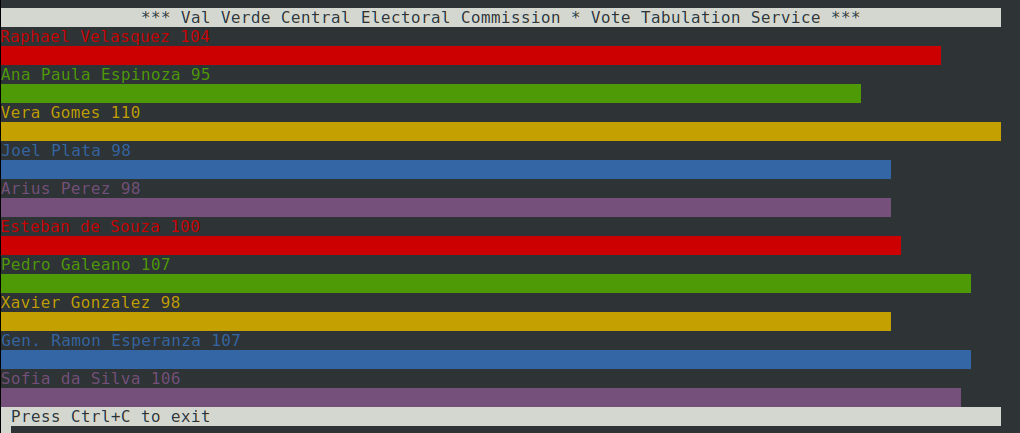 *** Val Verde Central Electoral Commission * Vote Tabulation Service ***
Raphael Velasquez 104
Ana Paula Espinoza 95
Vera Gomes 110
Joel Plata 98
Arius Perez 98
Esteban de Souza 100
Pedro Galeano 107
Xavier Gonzalez 98
Gen. Ramon Esperanza 107
Sofia da Silva 106
Press Ctrl+C to exit